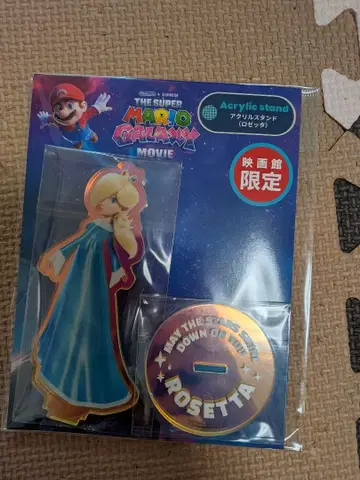 THE SUPER
MARIO
GALAXY
MOVIE
Acrylic stand
アクリルスタンド
(ロゼッタ)
映画館
限定
MAY THE STARS SHINE
DOWN ON YOU
ROSETTA